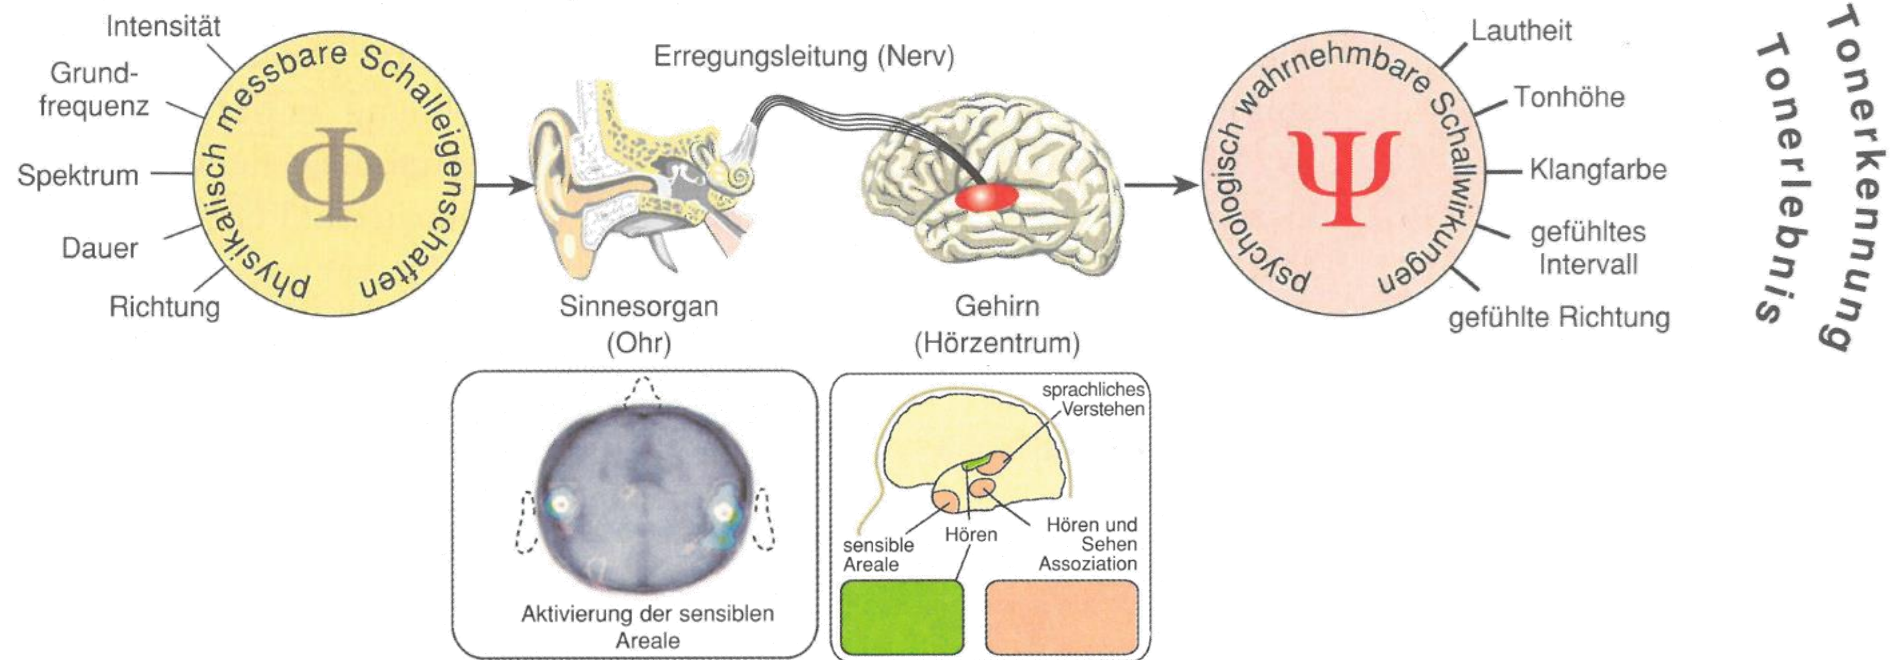 Intensität
Grund-
frequenz
Spektrum
Dauer
Richtung
physikalisch messbare Schalleigenschaften
Φ
Erregungsleitung (Nerv)
Sinnesorgan
(Ohr)
Gehirn
(Hörzentrum)
psychologisch wahrnehmbare Schallwirkungen
Ψ
Lautheit
Tonhöhe
Klangfarbe
gefühltes
Intervall
gefühlte Richtung
Tonerkennung
Tonerlebnis
Aktivierung der sensiblen
Areale
sprachliches
Verstehen
sensible
Areale
Hören
Hören und
Sehen
Assoziation